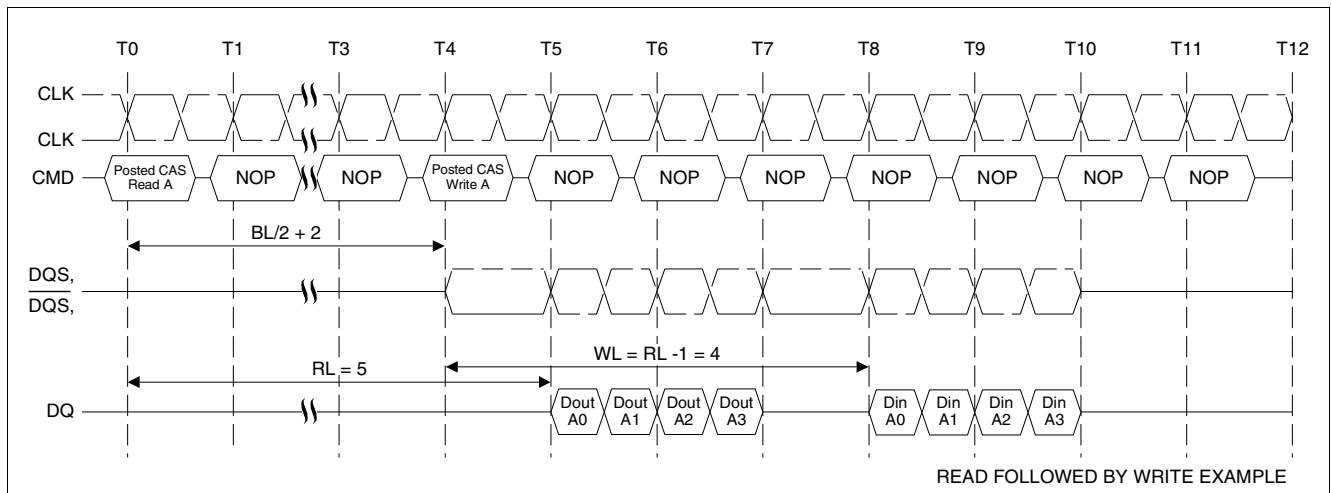 T0 T1 T3 T4 T5 T6 T7 T8 T9 T10 T11 T12
CLK
CLK
CMD Posted CAS Read A NOP NOP Posted CAS Write A NOP NOP NOP NOP NOP NOP NOP
BL/2 + 2
DQS,
DQS,
WL = RL -1 = 4
RL = 5
DQ Dout A0 Dout A1 Dout A2 Dout A3 Din A0 Din A1 Din A2 Din A3
READ FOLLOWED BY WRITE EXAMPLE